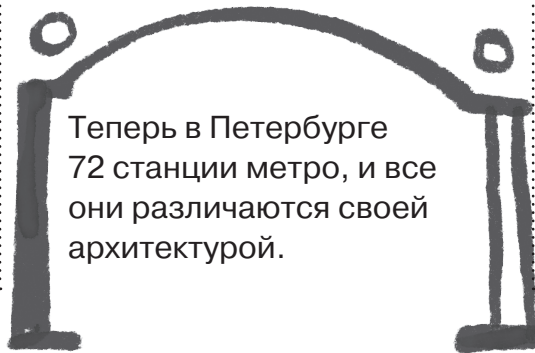 Теперь в Петербурге
72 станции метро, и все
они различаются своей
архитектурой.